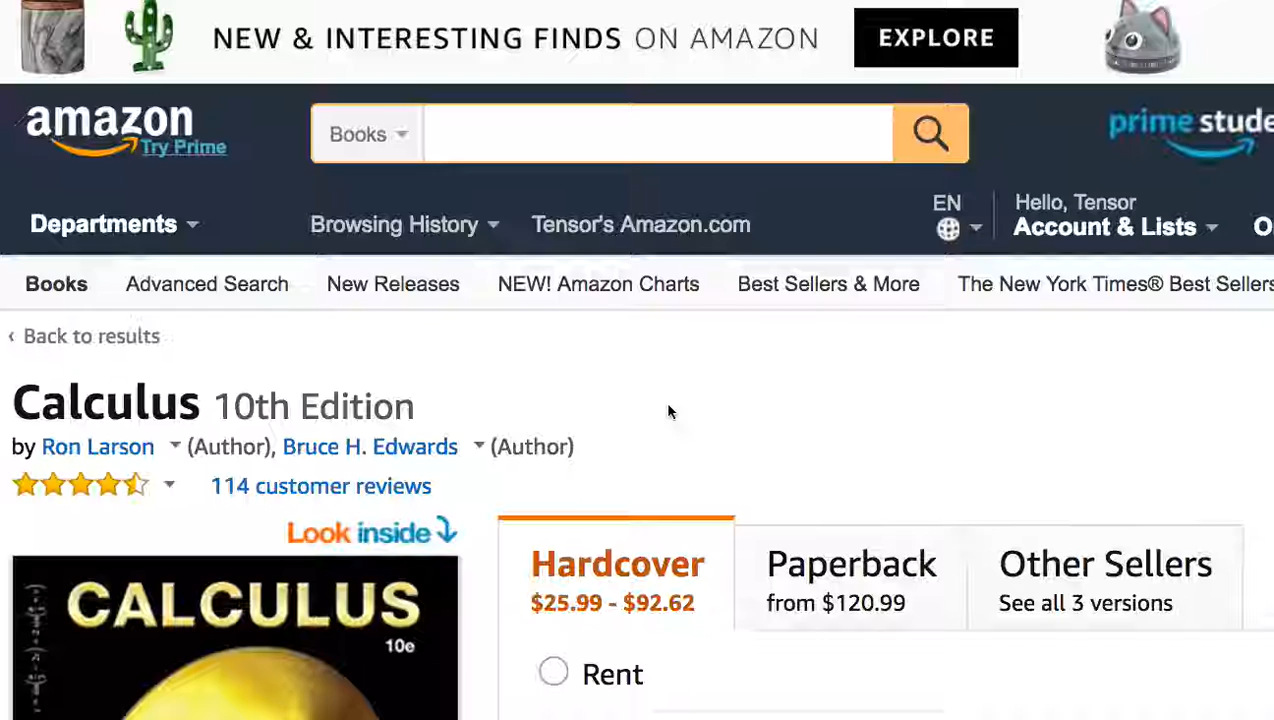 NEW & INTERESTING FINDS ON AMAZON EXPLORE
amazon
Try Prime
Books
prime stude
Departments
Browsing History
Tensor's Amazon.com
EN
Hello, Tensor
Account & Lists
O
Books Advanced Search New Releases NEW! Amazon Charts Best Sellers & More The New York Times® Best Sellers
‹ Back to results
Calculus 10th Edition
by Ron Larson (Author), Bruce H. Edwards (Author)
114 customer reviews
Look inside
CALCULUS
10e
Hardcover
$25.99 - $92.62
Paperback
from $120.99
Other Sellers
See all 3 versions
Rent